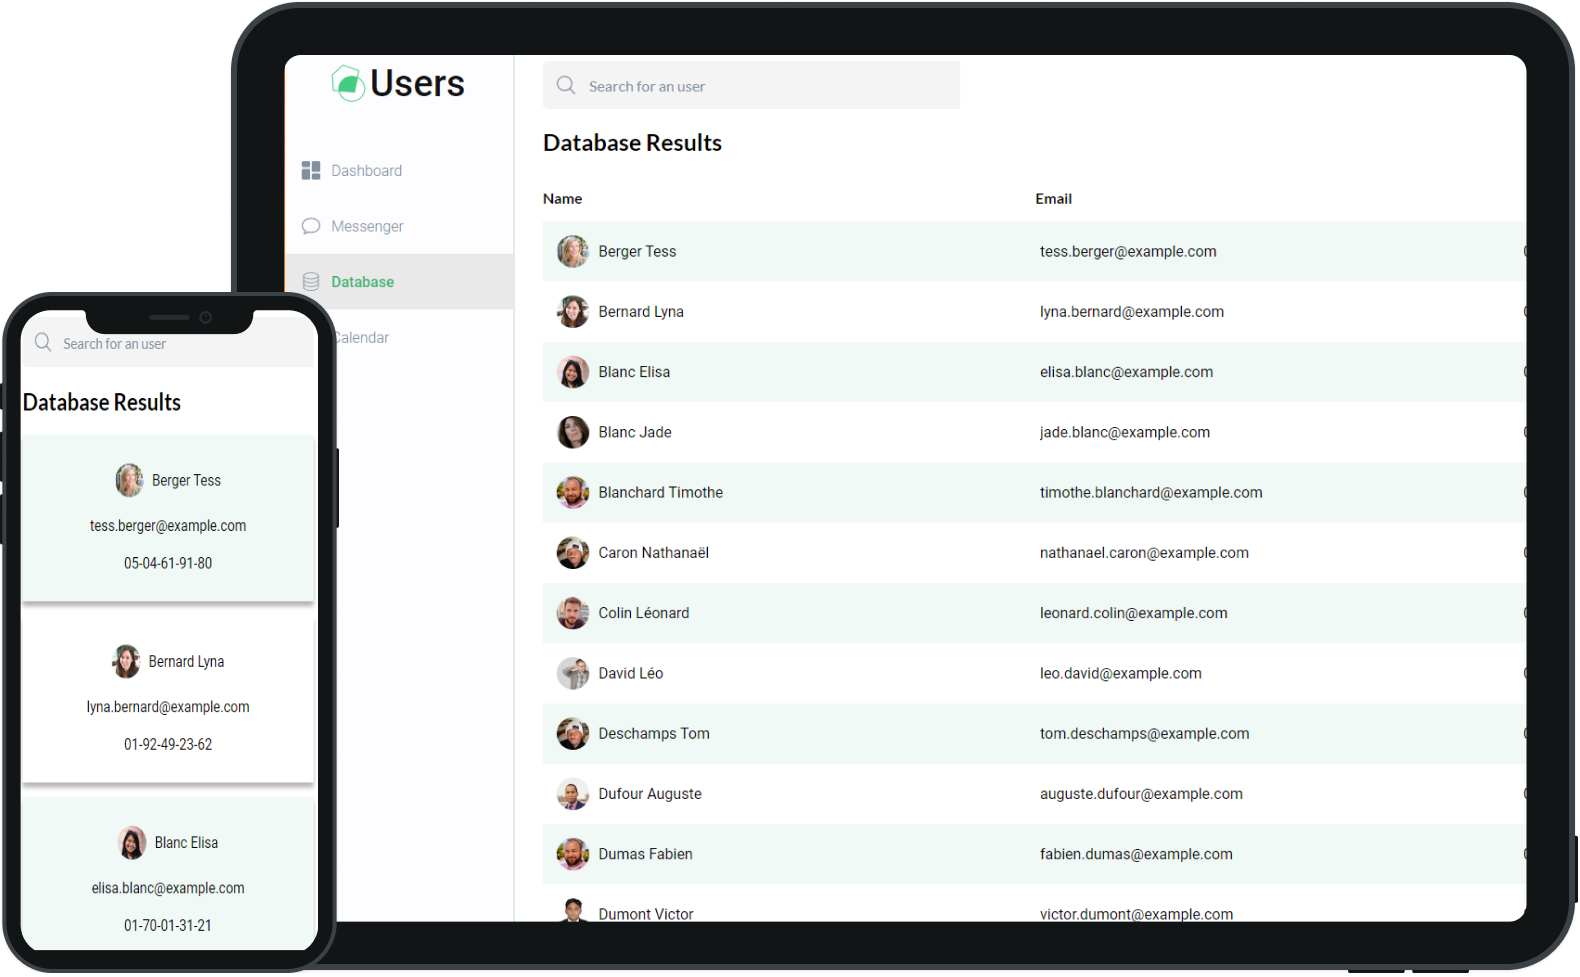 Users
Search for an user
Dashboard
Messenger
Database
Calendar
Database Results
Name Email
Berger Tess tess.berger@example.com
Bernard Lyna lyna.bernard@example.com
Blanc Elisa elisa.blanc@example.com
Blanc Jade jade.blanc@example.com
Blanchard Timothe timothe.blanchard@example.com
Caron Nathanaël nathanael.caron@example.com
Colin Léonard leonard.colin@example.com
David Léo leo.david@example.com
Deschamps Tom tom.deschamps@example.com
Dufour Auguste auguste.dufour@example.com
Dumas Fabien fabien.dumas@example.com
Dumont Victor victor.dumont@example.com
Search for an user
Database Results
Berger Tess
tess.berger@example.com
05-04-61-91-80
Bernard Lyna
lyna.bernard@example.com
01-92-49-23-62
Blanc Elisa
elisa.blanc@example.com
01-70-01-31-21